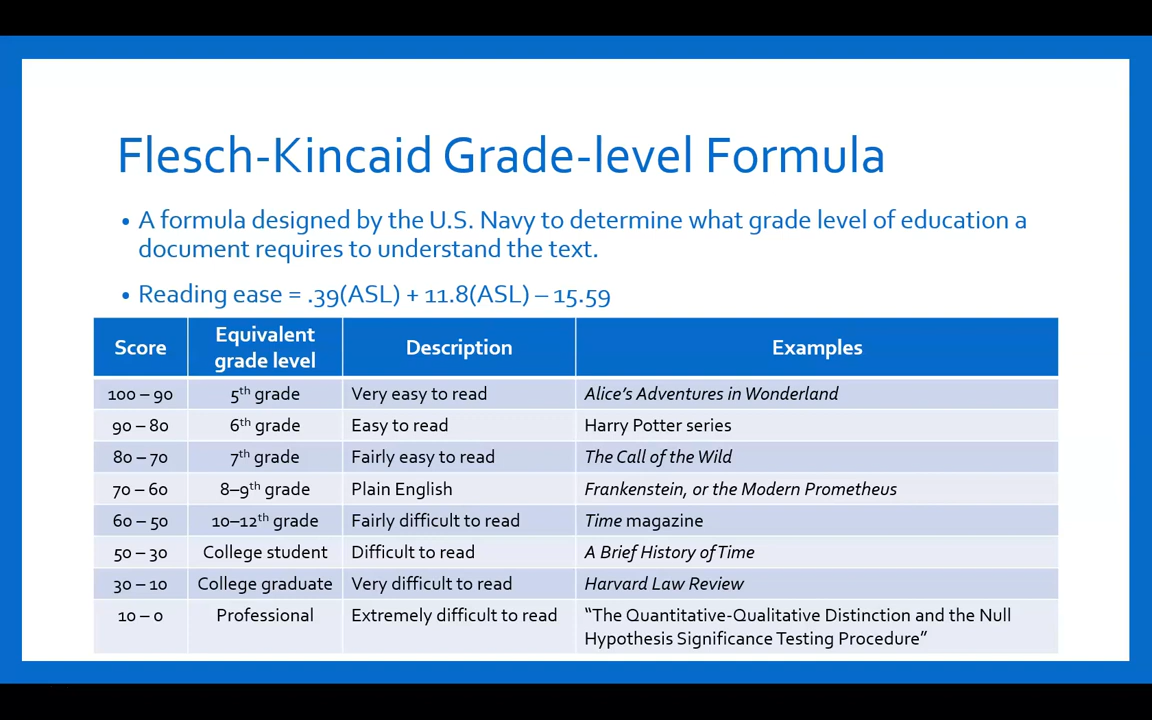 Flesch-Kincaid Grade-level Formula
• A formula designed by the U.S. Navy to determine what grade level of education a
document requires to understand the text.
• Reading ease = .39(ASL) + 11.8(ASL) – 15.59
Score Equivalent grade level Description Examples
100 – 90 5th grade Very easy to read Alice’s Adventures in Wonderland
90 – 80 6th grade Easy to read Harry Potter series
80 – 70 7th grade Fairly easy to read The Call of the Wild
70 – 60 8–9th grade Plain English Frankenstein, or the Modern Prometheus
60 – 50 10–12th grade Fairly difficult to read Time magazine
50 – 30 College student Difficult to read A Brief History of Time
30 – 10 College graduate Very difficult to read Harvard Law Review
10 – 0 Professional Extremely difficult to read “The Quantitative-Qualitative Distinction and the Null
Hypothesis Significance Testing Procedure”